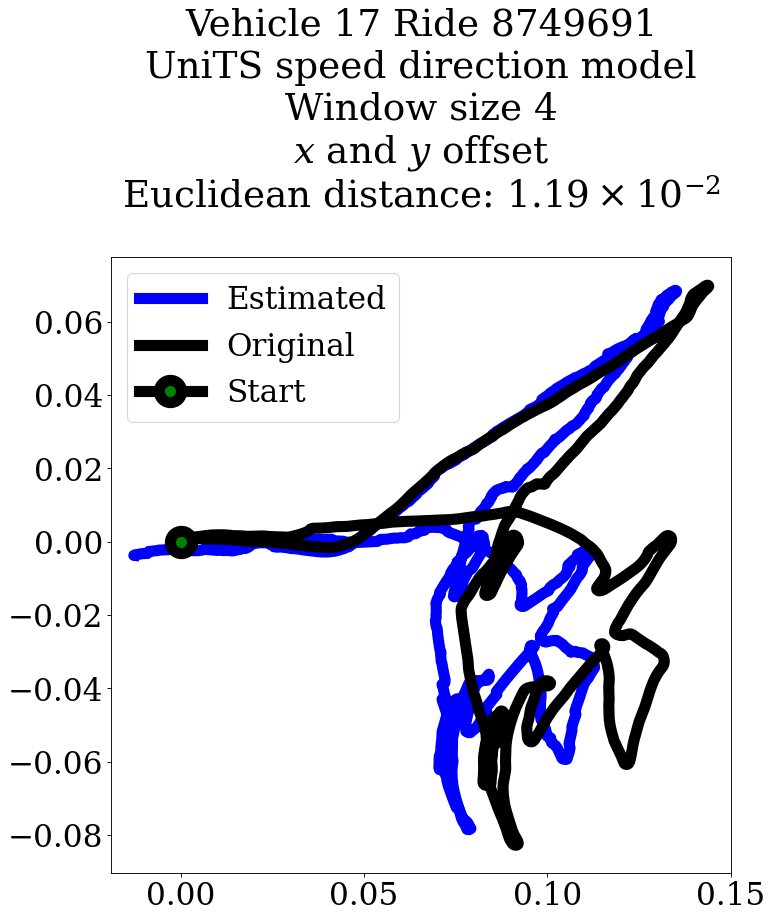 Vehicle 17 Ride 8749691
UniTS speed direction model
Window size 4
x and y offset
Euclidean distance: 1.19 × 10⁻²
Estimated
Original
Start
0.06
0.04
0.02
0.00
−0.02
−0.04
−0.06
−0.08
0.00 0.05 0.10 0.15